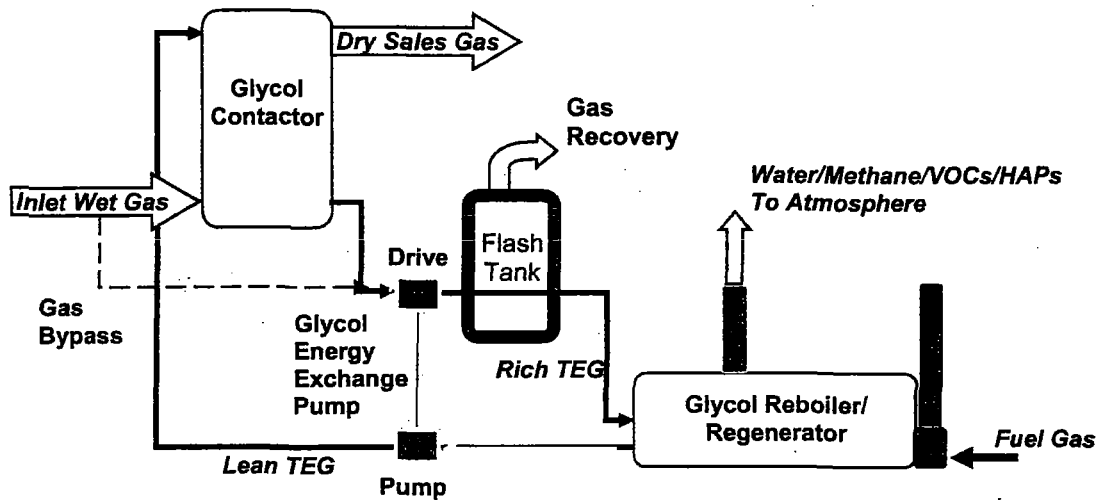 Dry Sales Gas
Glycol
Contactor
Gas
Recovery
Water/Methane/VOCs/HAPs
To Atmosphere
Inlet Wet Gas
Flash
Tank
Drive
Gas
Bypass
Glycol
Energy
Exchange
Pump
Rich TEG
Glycol Reboiler/
Regenerator
Fuel Gas
Lean TEG
Pump